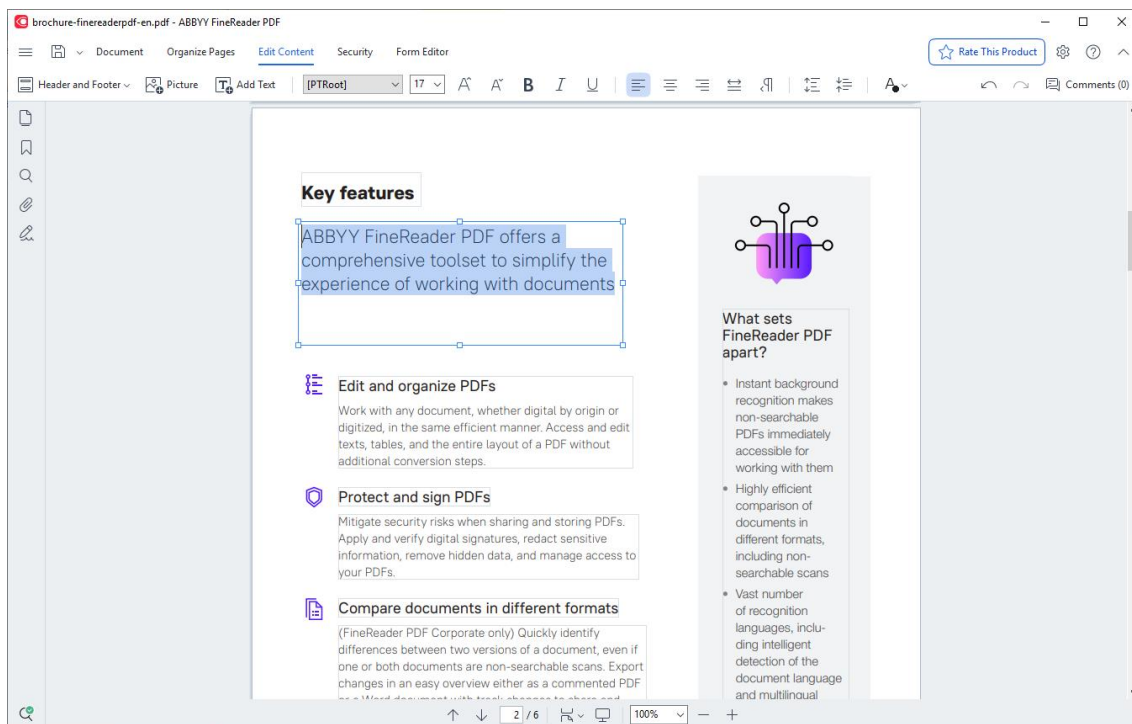 brochure-finereaderpdf-en.pdf - ABBYY FineReader PDF
Document Organize Pages Edit Content Security Form Editor Rate This Product
Header and Footer Picture Add Text [PTRoot] 17 B I U Comments (0)
Key features
ABBYY FineReader PDF offers a
comprehensive toolset to simplify the
experience of working with documents
Edit and organize PDFs
Work with any document, whether digital by origin or
digitized, in the same efficient manner. Access and edit
texts, tables, and the entire layout of a PDF without
additional conversion steps.
Protect and sign PDFs
Mitigate security risks when sharing and storing PDFs.
Apply and verify digital signatures, redact sensitive
information, remove hidden data, and manage access to
your PDFs.
Compare documents in different formats
(FineReader PDF Corporate only) Quickly identify
differences between two versions of a document, even if
one or both documents are non-searchable scans. Export
changes in an easy overview either as a commented PDF
What sets
FineReader PDF
apart?
• Instant background
recognition makes
non-searchable
PDFs immediately
accessible for
working with them
• Highly efficient
comparison of
documents in
different formats,
including non-
searchable scans
• Vast number
of recognition
languages, inclu-
ding intelligent
detection of the
document language
and multilingual
2 / 6 100%